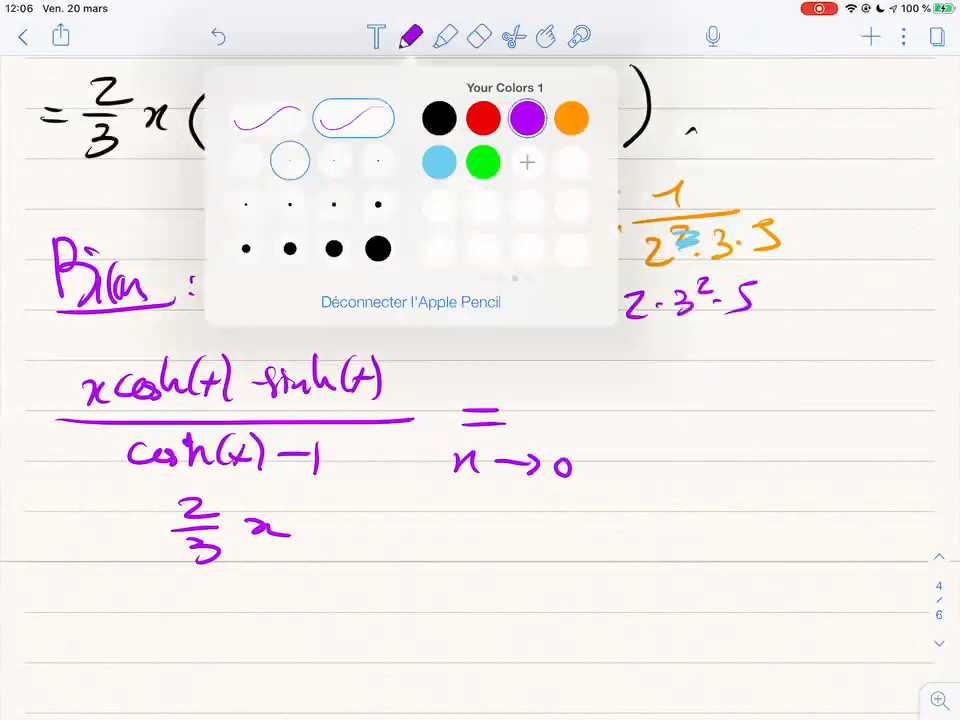 12:06 Ven. 20 mars 100 %
Your Colors 1
= 2/3 x ( ) .
1
2² · 3 · 5
Bilan :
2 · 3² · 5
Déconnecter l'Apple Pencil
x cosh(x) sinh(x)
cosh(x) - 1
=
x → 0
2/3 x
4
6